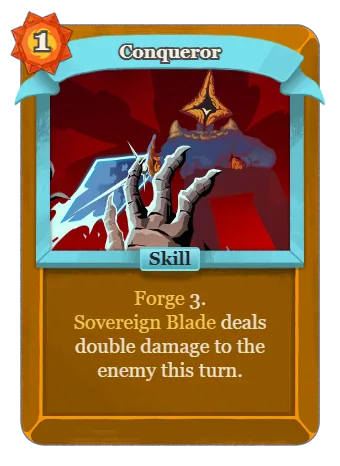 1
Conqueror
Skill
Forge 3.
Sovereign Blade deals
double damage to the
enemy this turn.